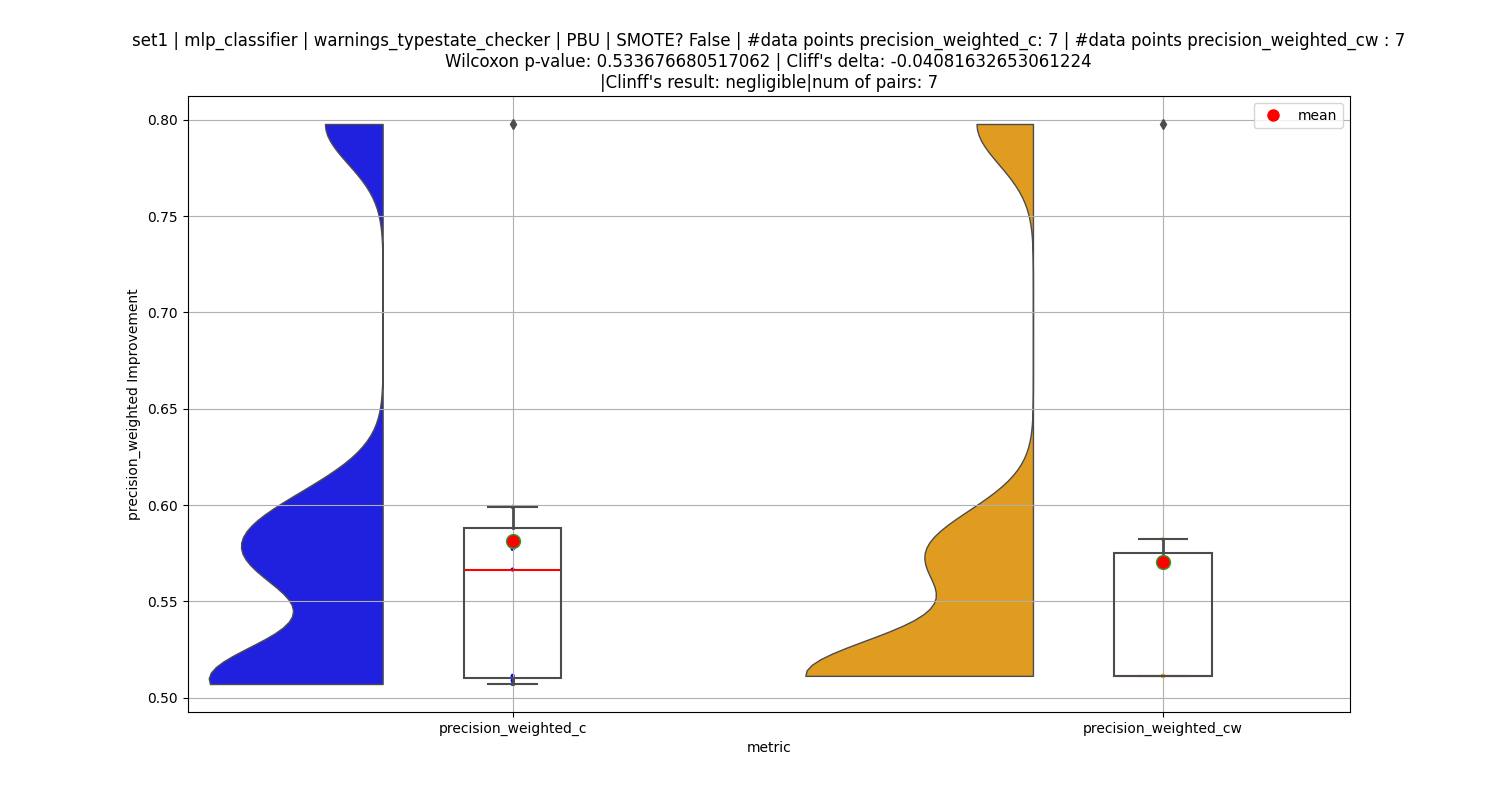 set1 | mlp_classifier | warnings_typestate_checker | PBU | SMOTE? False | #data points precision_weighted_c: 7 | #data points precision_weighted_cw : 7
Wilcoxon p-value: 0.533676680517062 | Cliff's delta: -0.04081632653061224
|Clinff's result: negligible|num of pairs: 7
mean
0.80
0.75
0.70
0.65
0.60
0.55
0.50
precision_weighted Improvement
precision_weighted_c
precision_weighted_cw
metric